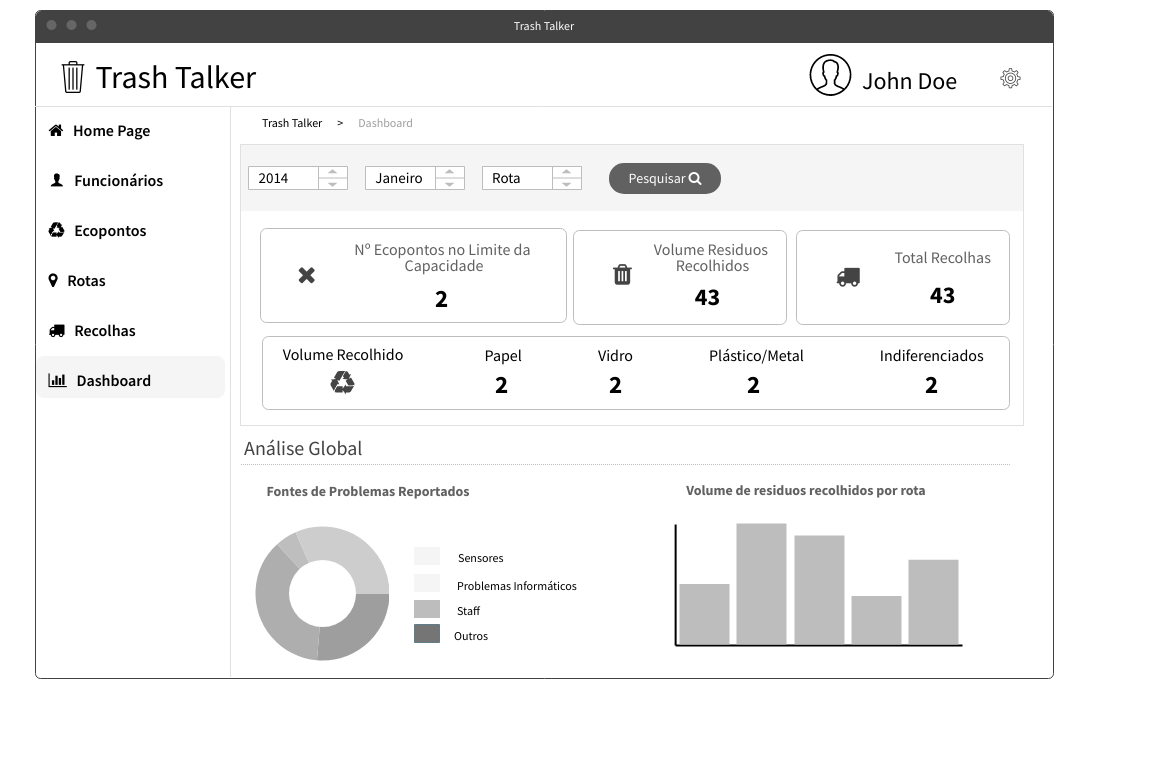 Trash Talker
Trash Talker
John Doe
Home Page
Funcionários
Ecopontos
Rotas
Recolhas
Dashboard
Trash Talker > Dashboard
2014 Janeiro Rota Pesquisar
Nº Ecopontos no Limite da
Capacidade
2
Volume Residuos
Recolhidos
43
Total Recolhas
43
Volume Recolhido Papel Vidro Plástico/Metal Indiferenciados
2 2 2 2
Análise Global
Fontes de Problemas Reportados
Sensores
Problemas Informáticos
Staff
Outros
Volume de residuos recolhidos por rota